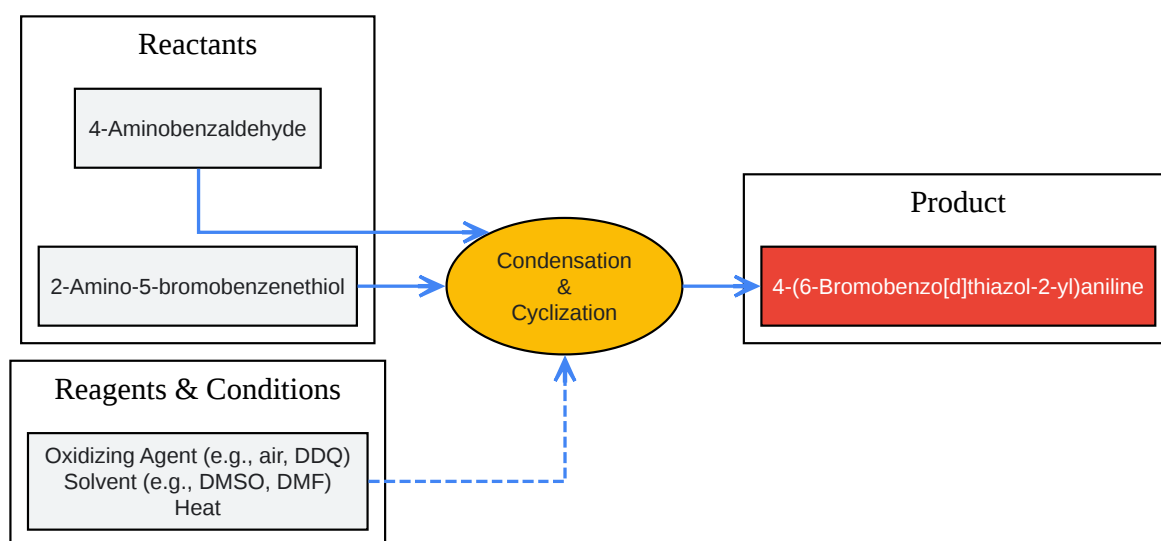 Reactants
4-Aminobenzaldehyde
2-Amino-5-bromobenzenethiol
Reagents & Conditions
Oxidizing Agent (e.g., air, DDQ)
Solvent (e.g., DMSO, DMF)
Heat
Condensation
&
Cyclization
Product
4-(6-Bromobenzo[d]thiazol-2-yl)aniline